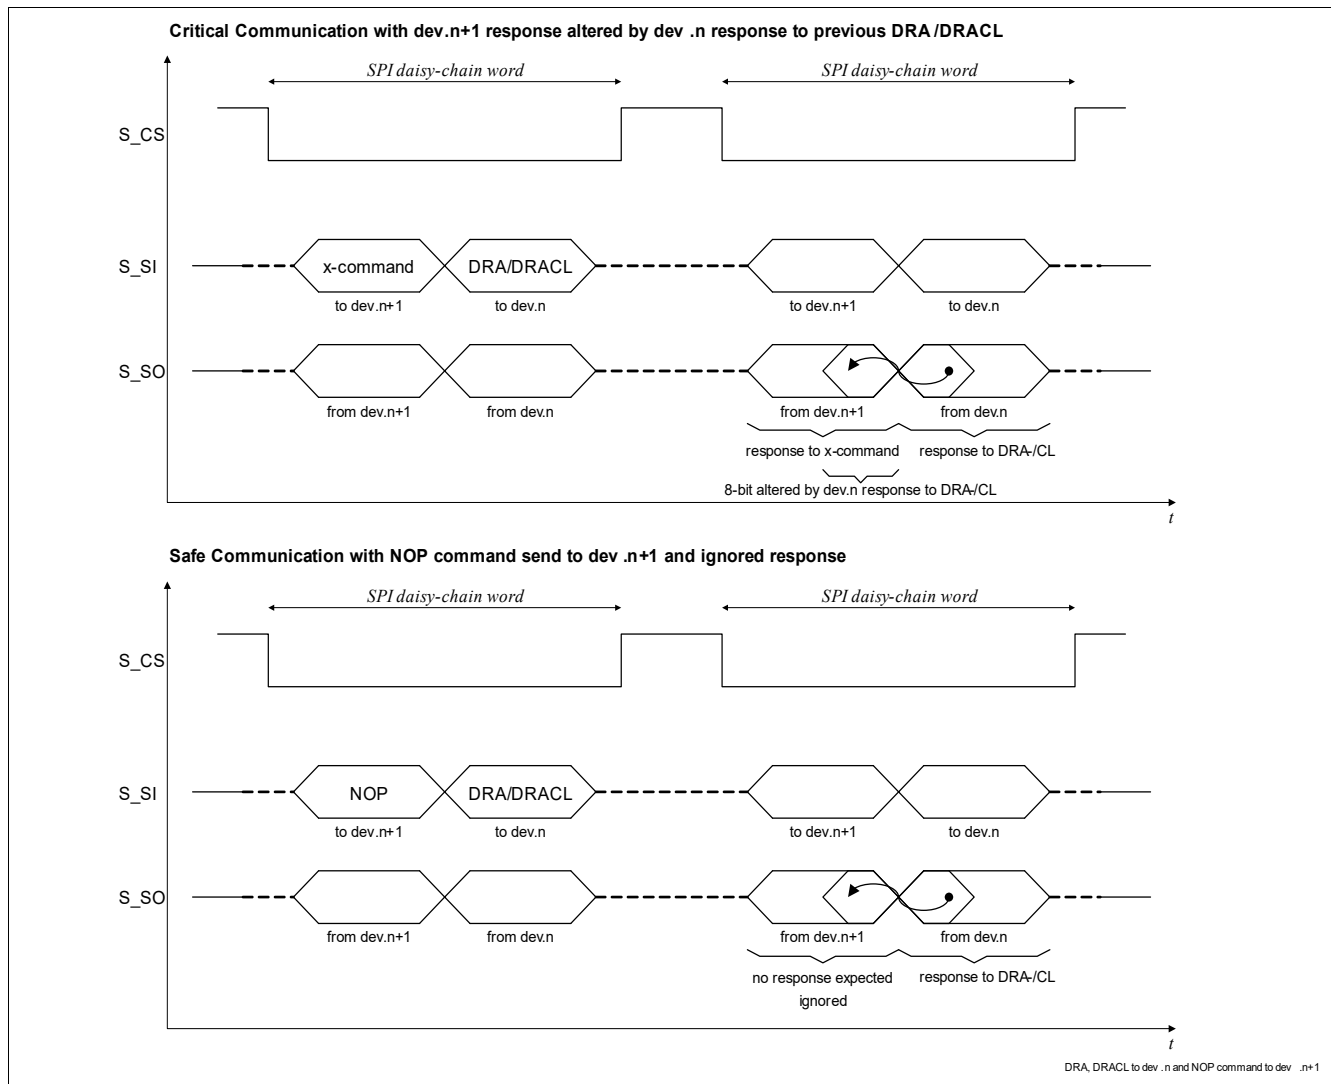 Critical Communication with dev.n+1 response altered by dev .n response to previous DRA /DRACL
SPI daisy-chain word SPI daisy-chain word
S_CS
S_SI x-command DRA/DRACL
to dev.n+1 to dev.n to dev.n+1 to dev.n
S_SO
from dev.n+1 from dev.n from dev.n+1 from dev.n
response to x-command response to DRA-/CL
8-bit altered by dev.n response to DRA-/CL
t
Safe Communication with NOP command send to dev .n+1 and ignored response
SPI daisy-chain word SPI daisy-chain word
S_CS
S_SI NOP DRA/DRACL
to dev.n+1 to dev.n to dev.n+1 to dev.n
S_SO
from dev.n+1 from dev.n from dev.n+1 from dev.n
no response expected response to DRA-/CL
ignored
t
DRA, DRACL to dev .n and NOP command to dev .n+1